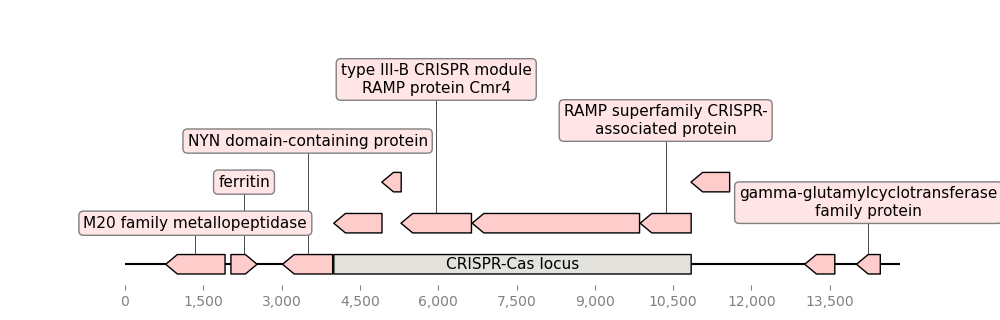 type III-B CRISPR module
RAMP protein Cmr4
RAMP superfamily CRISPR-
associated protein
NYN domain-containing protein
ferritin
gamma-glutamylcyclotransferase
family protein
M20 family metallopeptidase
CRISPR-Cas locus
0 1,500 3,000 4,500 6,000 7,500 9,000 10,500 12,000 13,500